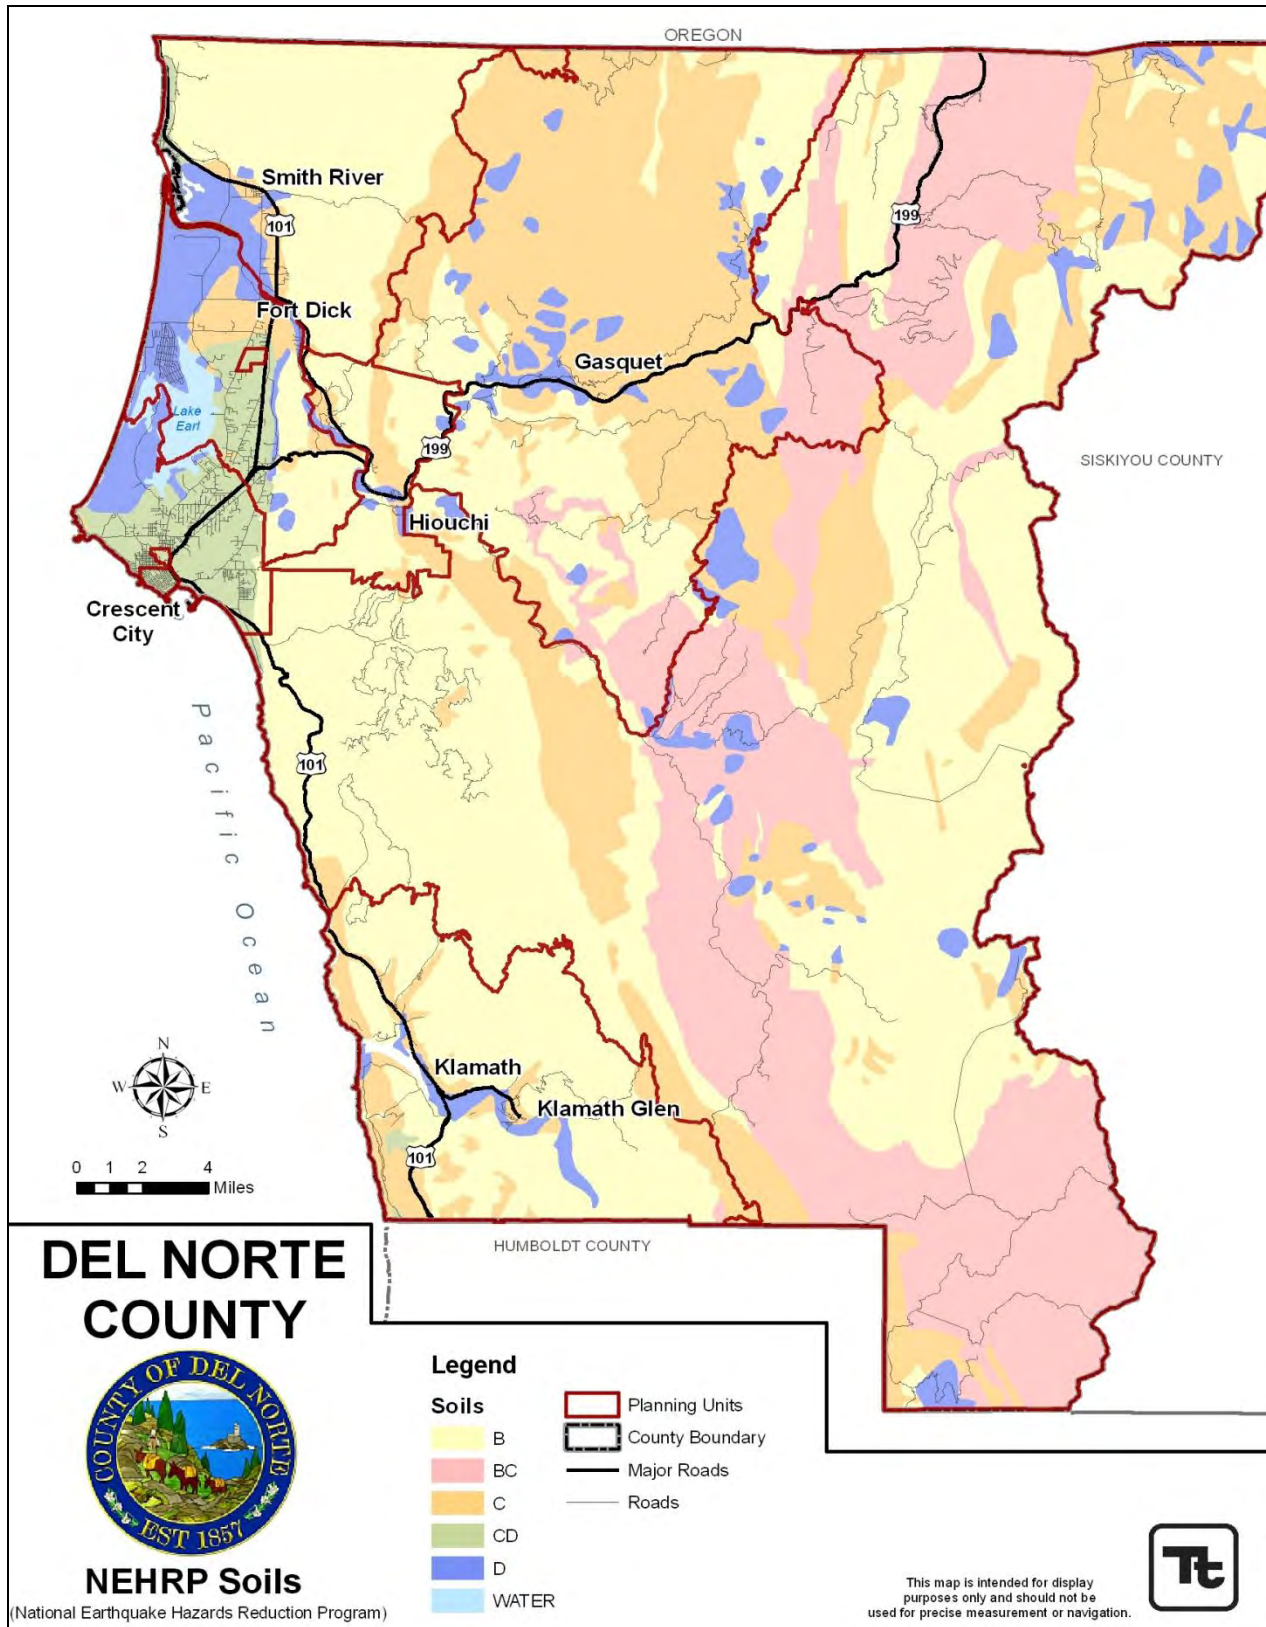 OREGON
Smith River
101
199
Fort Dick
Gasquet
Lake
Earl
199
SISKIYOU COUNTY
Hiouchi
Crescent
City
Pacific Ocean
101
N
W E
S
Klamath
Klamath Glen
101
0 1 2 4
Miles
HUMBOLDT COUNTY
DEL NORTE
COUNTY
COUNTY OF DEL NORTE
EST 1857
NEHRP Soils
(National Earthquake Hazards Reduction Program)
Legend
Soils
B
BC
C
CD
D
WATER
Planning Units
County Boundary
Major Roads
Roads
Tt
This map is intended for display
purposes only and should not be
used for precise measurement or navigation.